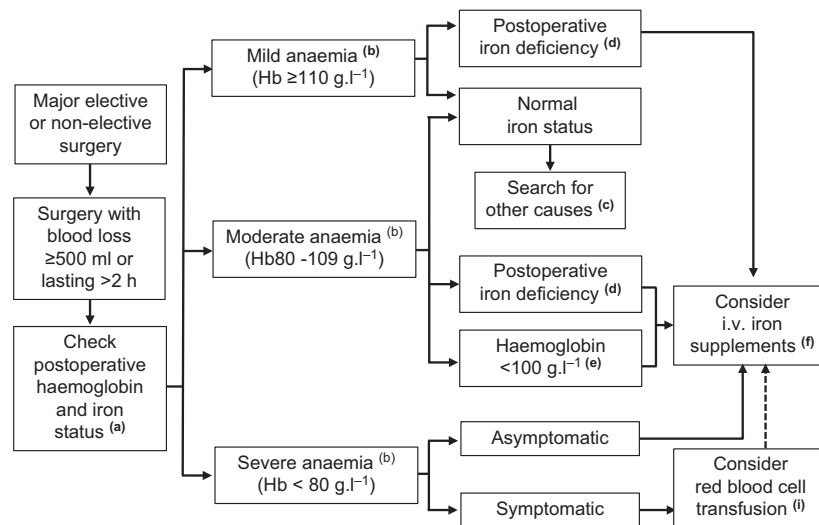 Major elective
or non-elective
surgery
Surgery with
blood loss
≥500 ml or
lasting >2 h
Check
postoperative
haemoglobin
and iron
status (a)
Mild anaemia (b)
(Hb ≥110 g.l–1)
Moderate anaemia (b)
(Hb80 -109 g.l–1)
Severe anaemia (b)
(Hb < 80 g.l–1)
Postoperative
iron deficiency (d)
Normal
iron status
Search for
other causes (c)
Postoperative
iron deficiency (d)
Haemoglobin
<100 g.l–1 (e)
Asymptomatic
Symptomatic
Consider
i.v. iron
supplements (f)
Consider
red blood cell
transfusion (i)